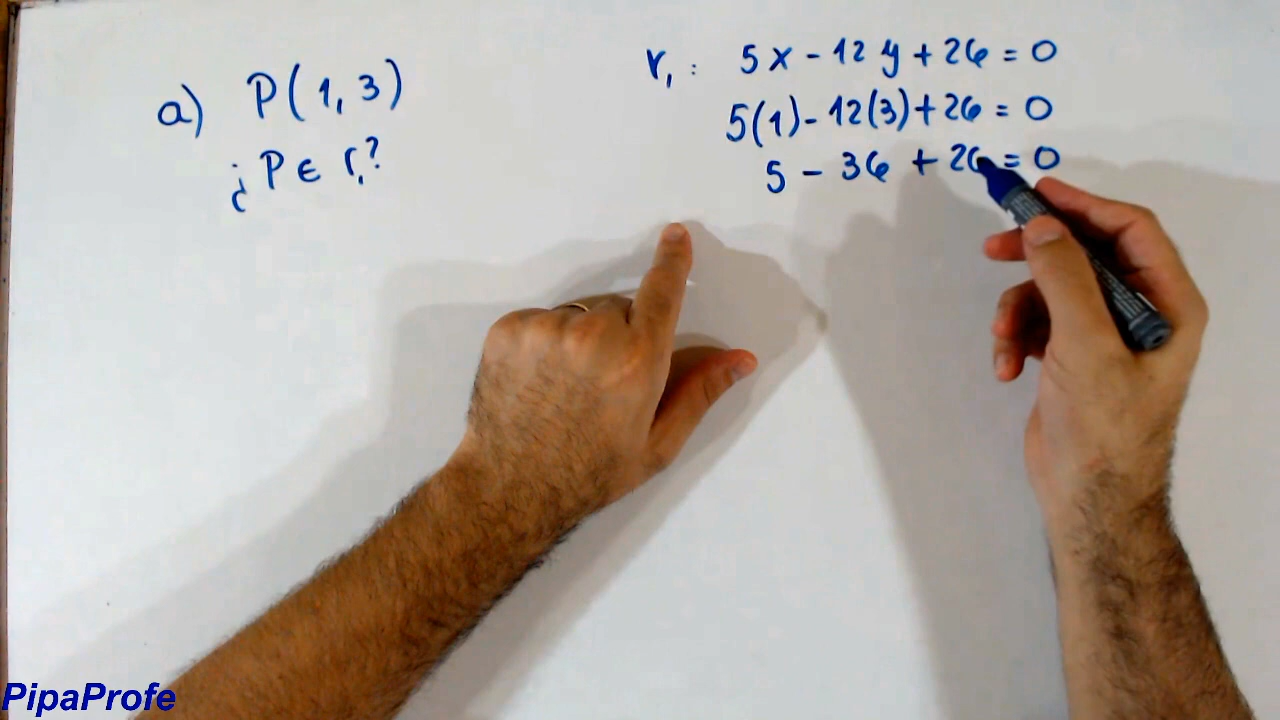 a) P(1,3)
¿P∈ r₁?
r₁: 5x-12y+26=0
5(1)-12(3)+26=0
5-36+26=0
PipaProfe